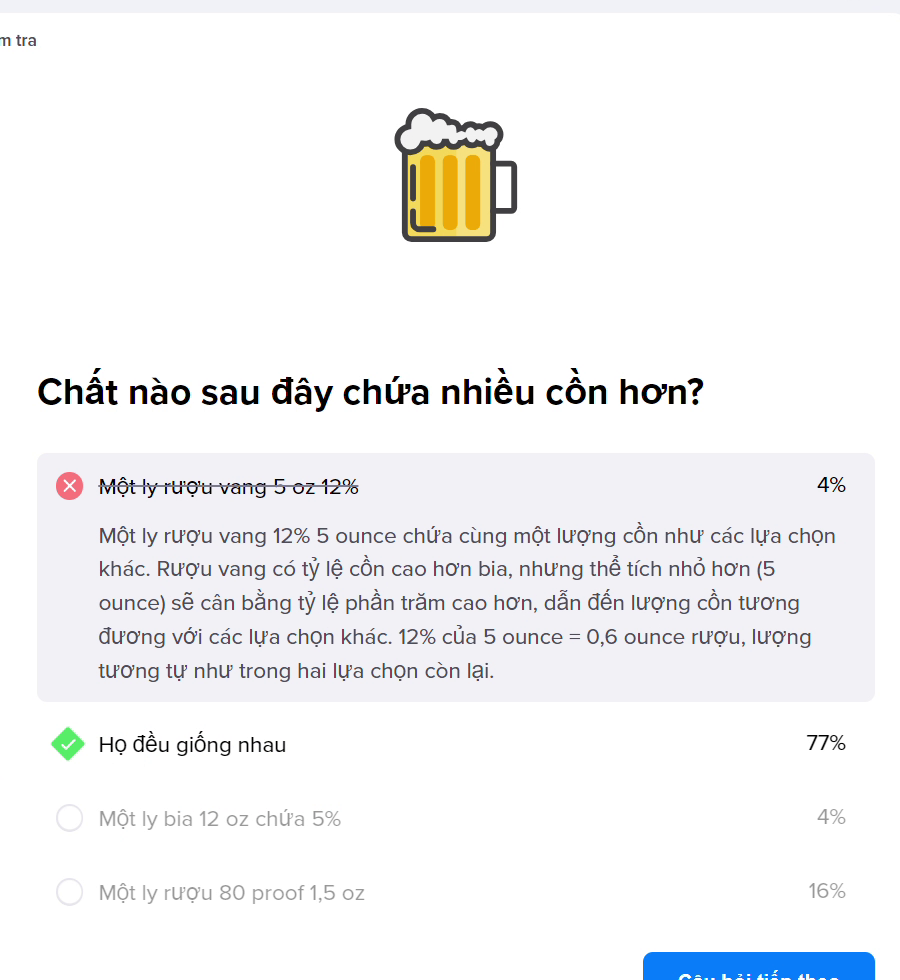 m tra
Chất nào sau đây chứa nhiều cồn hơn?
Một ly rượu vang 5 oz 12%
4%
Một ly rượu vang 12% 5 ounce chứa cùng một lượng cồn như các lựa chọn
khác. Rượu vang có tỷ lệ cồn cao hơn bia, nhưng thể tích nhỏ hơn (5
ounce) sẽ cân bằng tỷ lệ phần trăm cao hơn, dẫn đến lượng cồn tương
đương với các lựa chọn khác. 12% của 5 ounce = 0,6 ounce rượu, lượng
tương tự như trong hai lựa chọn còn lại.
Họ đều giống nhau
77%
Một ly bia 12 oz chứa 5%
4%
Một ly rượu 80 proof 1,5 oz
16%
Câu hỏi tiếp theo